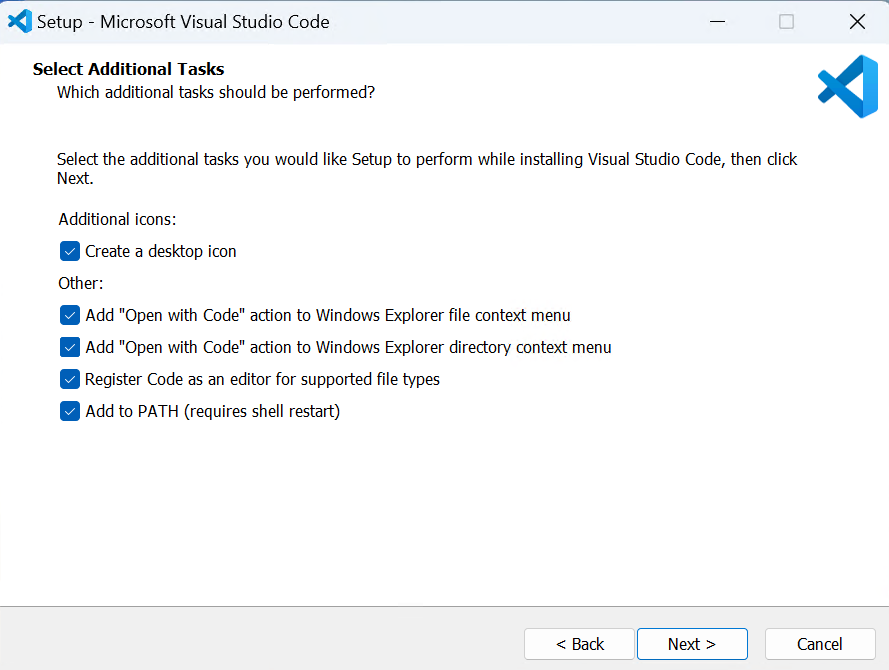 Setup - Microsoft Visual Studio Code
Select Additional Tasks
Which additional tasks should be performed?
Select the additional tasks you would like Setup to perform while installing Visual Studio Code, then click
Next.
Additional icons:
Create a desktop icon
Other:
Add "Open with Code" action to Windows Explorer file context menu
Add "Open with Code" action to Windows Explorer directory context menu
Register Code as an editor for supported file types
Add to PATH (requires shell restart)
< Back Next > Cancel